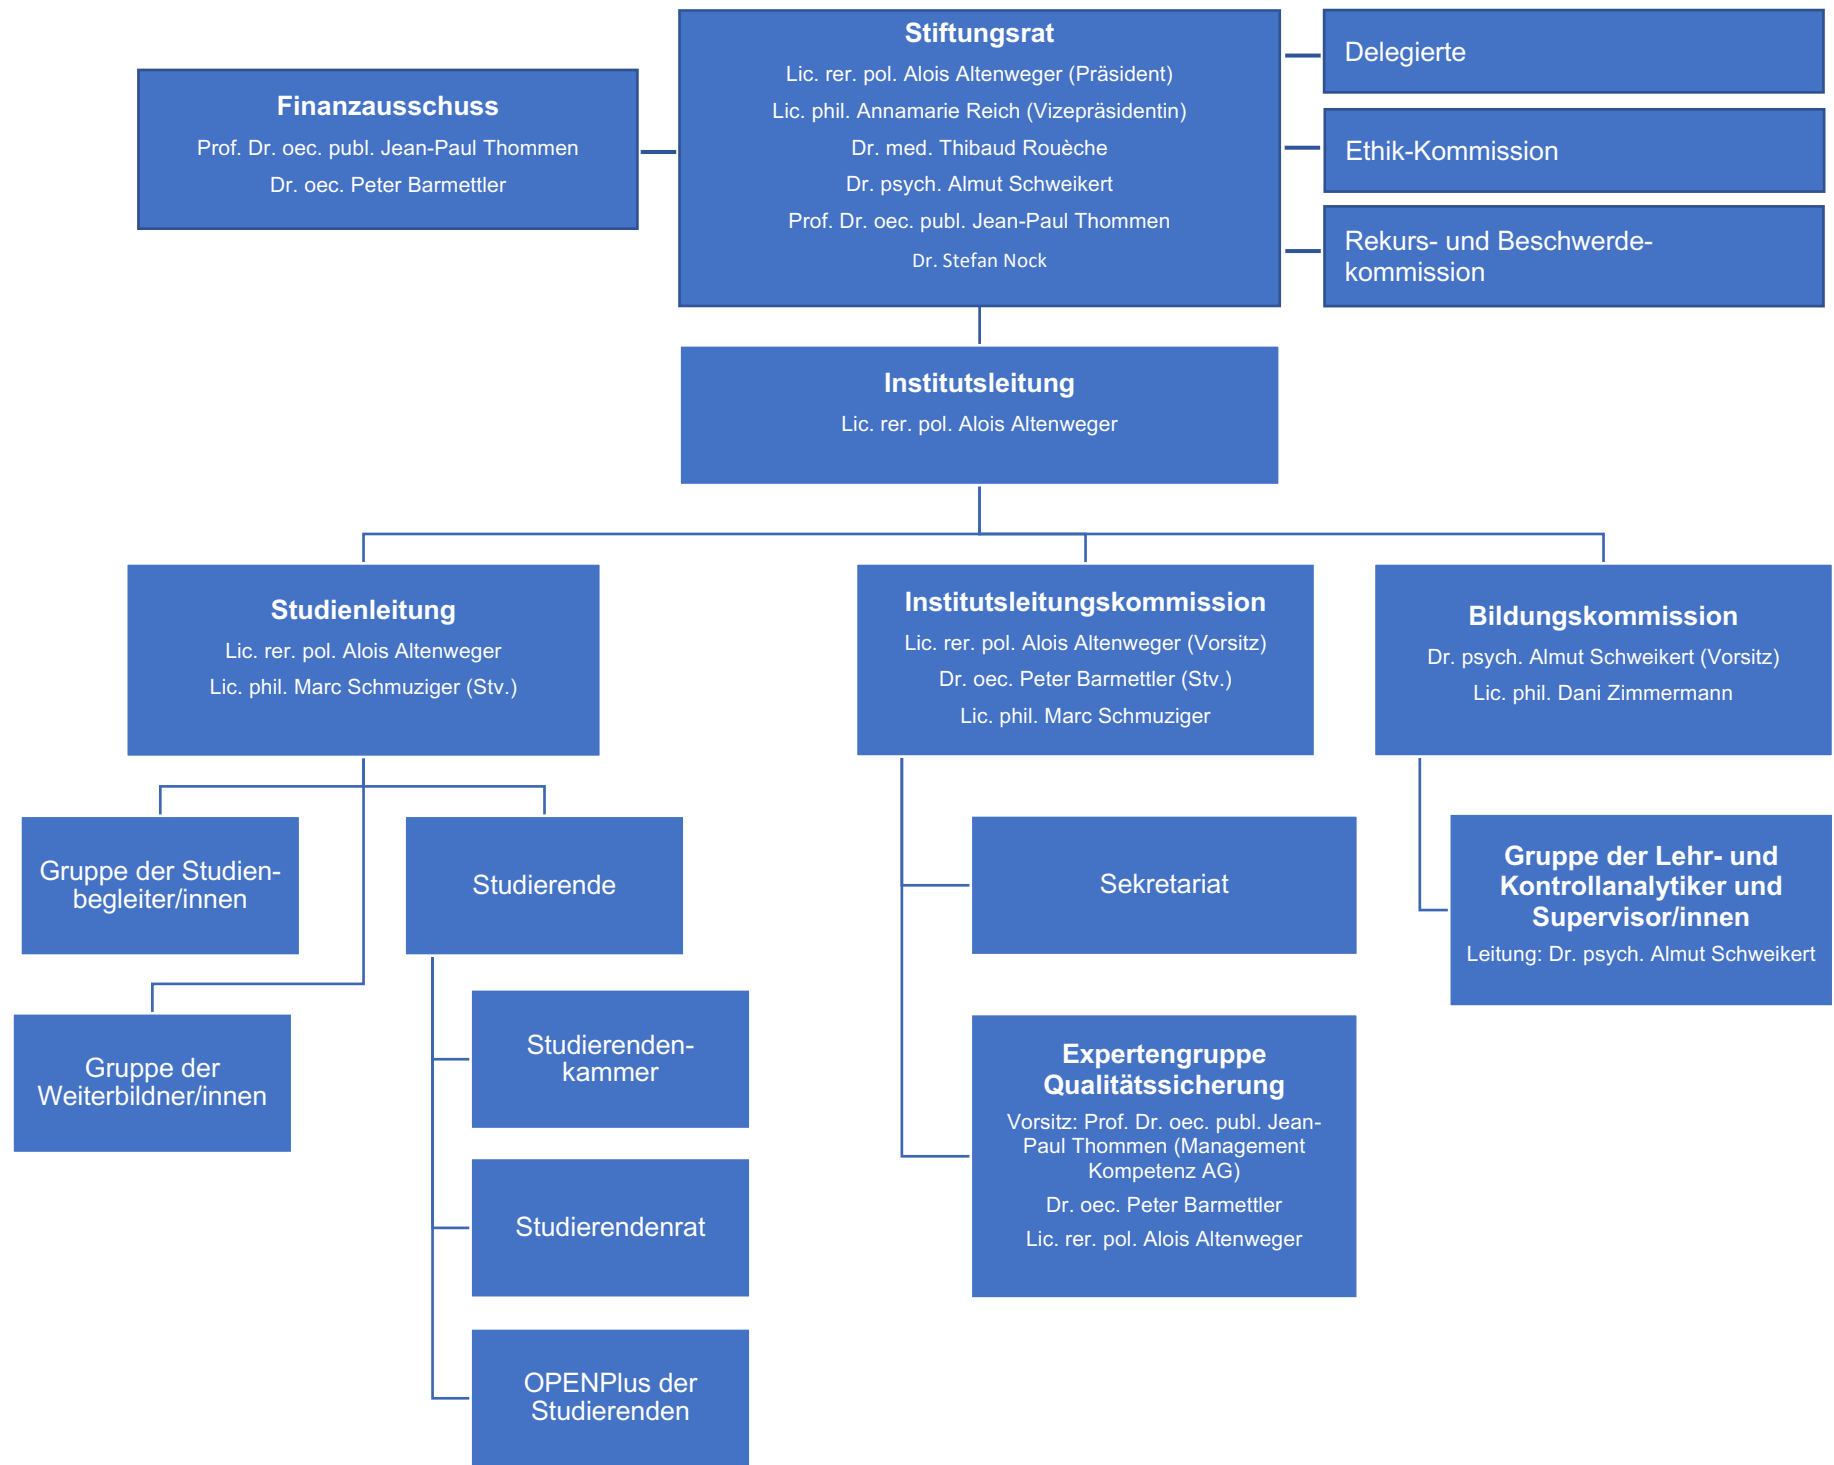 Stiftungsrat
Lic. rer. pol. Alois Altenweger (Präsident)
Lic. phil. Annamarie Reich (Vizepräsidentin)
Dr. med. Thibaud Rouèche
Dr. psych. Almut Schweikert
Prof. Dr. oec. publ. Jean-Paul Thommen
Dr. Stefan Nock
Finanzausschuss
Prof. Dr. oec. publ. Jean-Paul Thommen
Dr. oec. Peter Barmettler
Delegierte
Ethik-Kommission
Rekurs- und Beschwerde-
kommission
Institutsleitung
Lic. rer. pol. Alois Altenweger
Studienleitung
Lic. rer. pol. Alois Altenweger
Lic. phil. Marc Schmuziger (Stv.)
Institutsleitungskommission
Lic. rer. pol. Alois Altenweger (Vorsitz)
Dr. oec. Peter Barmettler (Stv.)
Lic. phil. Marc Schmuziger
Bildungskommission
Dr. psych. Almut Schweikert (Vorsitz)
Lic. phil. Dani Zimmermann
Gruppe der Studien-
begleiter/innen
Studierende
Gruppe der
Weiterbildner/innen
Studierenden-
kammer
Studierendenrat
OPENPlus der
Studierenden
Sekretariat
Expertengruppe
Qualitätssicherung
Vorsitz: Prof. Dr. oec. publ. Jean-
Paul Thommen (Management
Kompetenz AG)
Dr. oec. Peter Barmettler
Lic. rer. pol. Alois Altenweger
Gruppe der Lehr- und
Kontrollanalytiker und
Supervisor/innen
Leitung: Dr. psych. Almut Schweikert